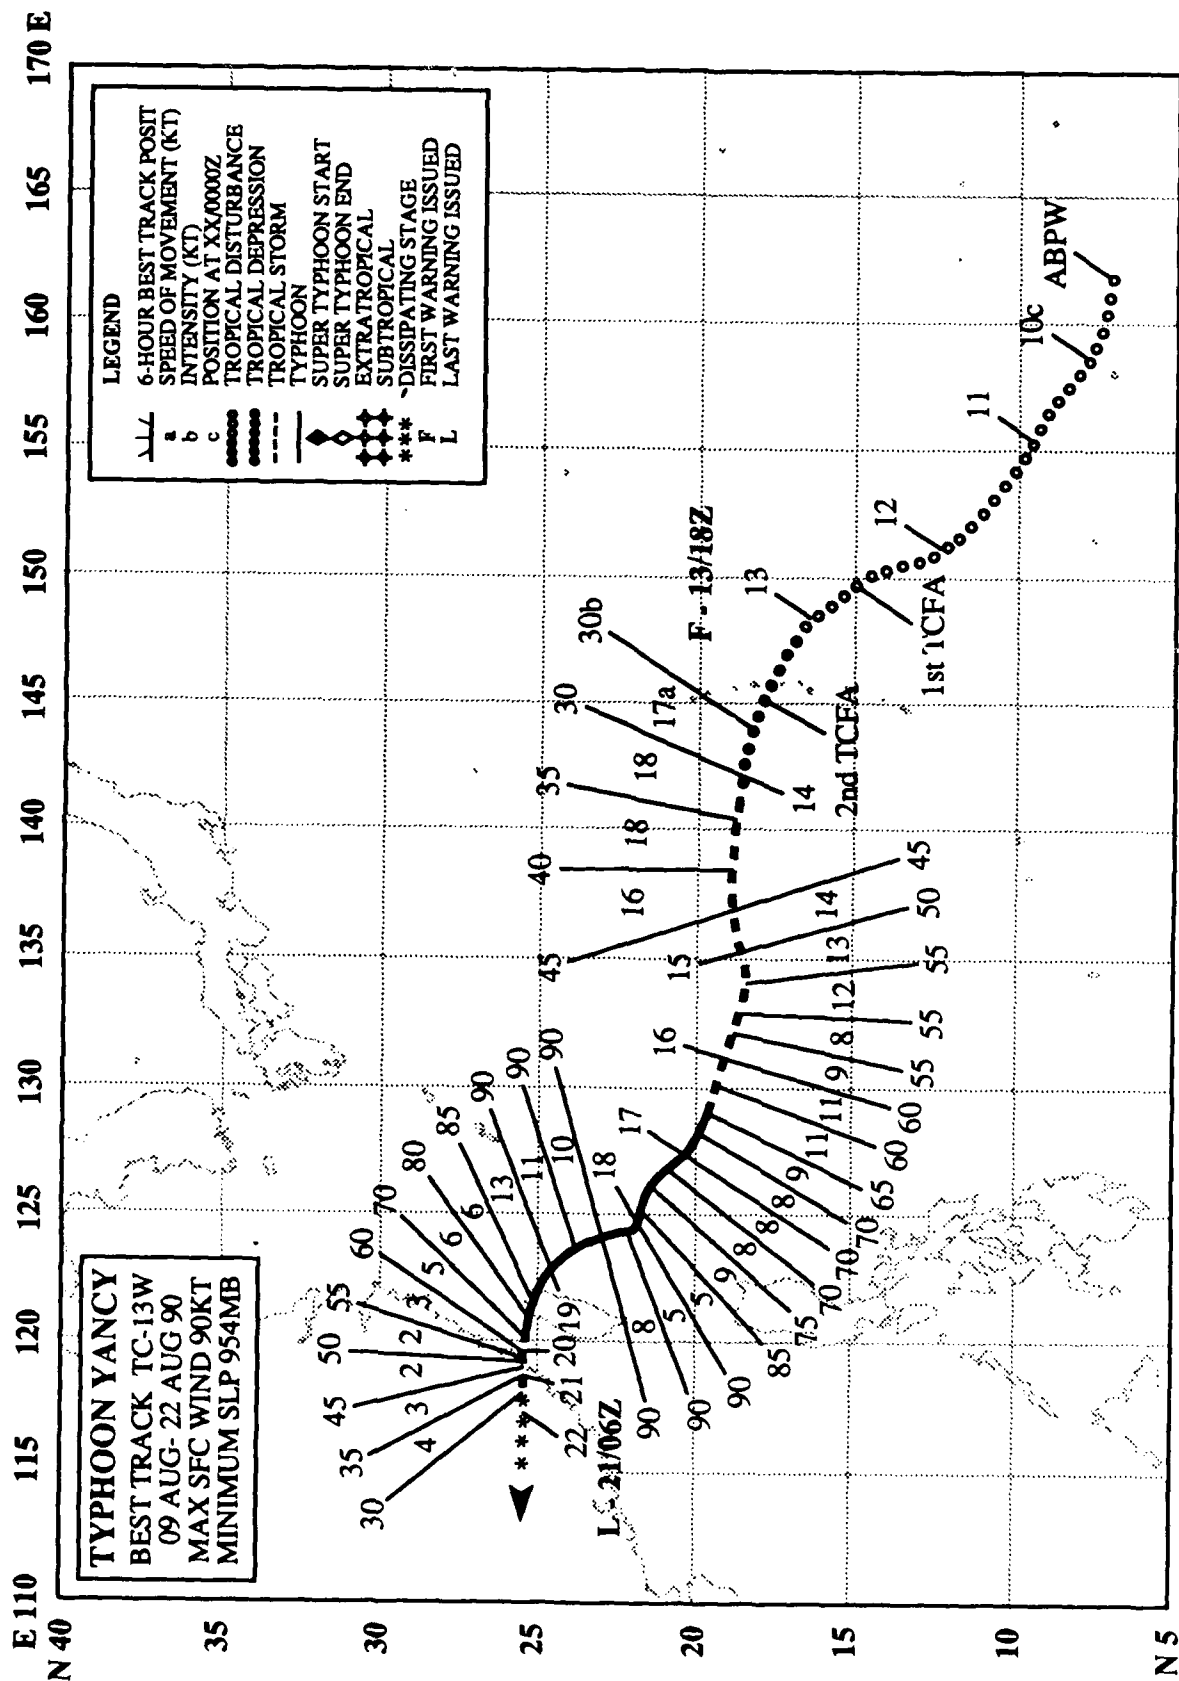 E 110 115 120 125 130 135 140 145 150 155 160 165 170 E
N 40
35
30
25
20
15
10
N 5
TYPHOON YANCY
BEST TRACK TC-13W
09 AUG- 22 AUG 90
MAX SFC WIND 90KT
MINIMUM SLP 954MB
LEGEND
6-HOUR BEST TRACK POSIT
a SPEED OF MOVEMENT (KT)
b INTENSITY (KT)
c POSITION AT XX/0000Z
TROPICAL DISTURBANCE
TROPICAL DEPRESSION
TROPICAL STORM
TYPHOON
SUPER TYPHOON START
SUPER TYPHOON END
EXTRATROPICAL
SUBTROPICAL
*** DISSIPATING STAGE
F FIRST WARNING ISSUED
L LAST WARNING ISSUED
30 35 45 50 55 60 70 80 85 90 90 90
4 3 2 2 3 5 6 6 13 11 10
22 21 20 19 18 17 16 15
L - 21/06Z
90 90 90 85 75 70 70 70 65 60 60 55 55 55 50 45
8 5 5 9 8 8 8 9 11 11 9 8 12 13 14
45 40 35 30 30b
16 18 18 17a
F - 13/18Z
14
2nd TCFA
13
1st TCFA
12
11
10c
ABPW